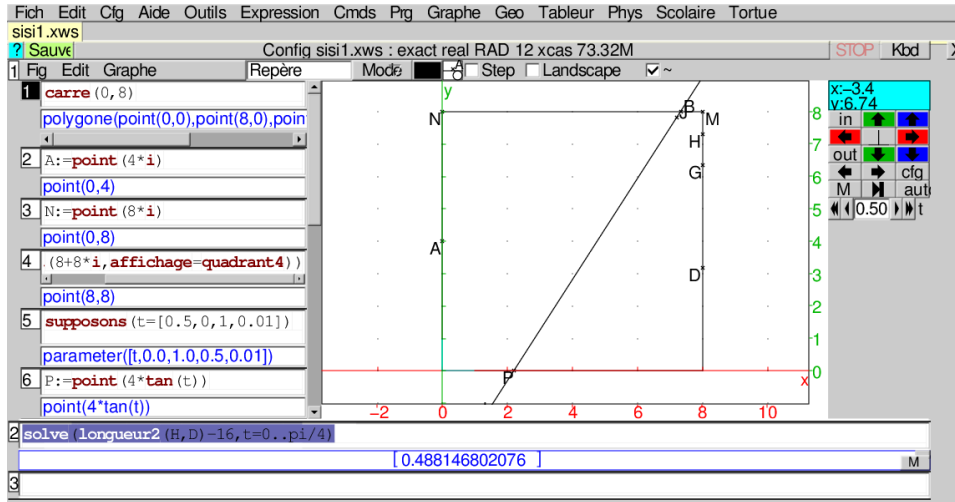 Fich Edit Cfg Aide Outils Expression Cmds Prg Graphe Geo Tableur Phys Scolaire Tortue
sisi1.xws
? Sauve Config sisi1.xws : exact real RAD 12 xcas 73.32M STOP Kbd X
1 Fig Edit Graphe Repère Mode Step Landscape ~
1 carre(0,8)
polygone(point(0,0),point(8,0),poin
2 A:=point(4*i)
point(0,4)
3 N:=point(8*i)
point(0,8)
4 (8+8*i,affichage=quadrant4))
point(8,8)
5 supposons(t=[0.5,0,1,0.01])
parameter([t,0.0,1.0,0.5,0.01])
6 P:=point(4*tan(t))
point(4*tan(t))
y
N
B
J
M
H
G
A
D
P
x
8
7
6
5
4
3
2
1
0
-2 0 2 4 6 8 10
x:-3.4
y:6.74
in
out
cfg
M auto
0.50 t
2 solve(longueur2(H,D)-16,t=0..pi/4)
[ 0.488146802076 ]
M
3